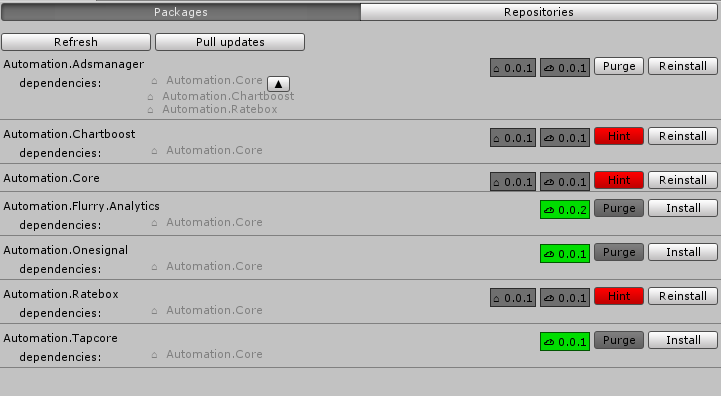 Packages Repositories
Refresh Pull updates
Automation.Adsmanager 0.0.1 0.0.1 Purge Reinstall
dependencies: Automation.Core
Automation.Chartboost
Automation.Ratebox
Automation.Chartboost 0.0.1 0.0.1 Hint Reinstall
dependencies: Automation.Core
Automation.Core 0.0.1 0.0.1 Hint Reinstall
Automation.Flurry.Analytics 0.0.2 Purge Install
dependencies: Automation.Core
Automation.Onesignal 0.0.1 Purge Install
dependencies: Automation.Core
Automation.Ratebox 0.0.1 0.0.1 Hint Reinstall
dependencies: Automation.Core
Automation.Tapcore 0.0.1 Purge Install
dependencies: Automation.Core